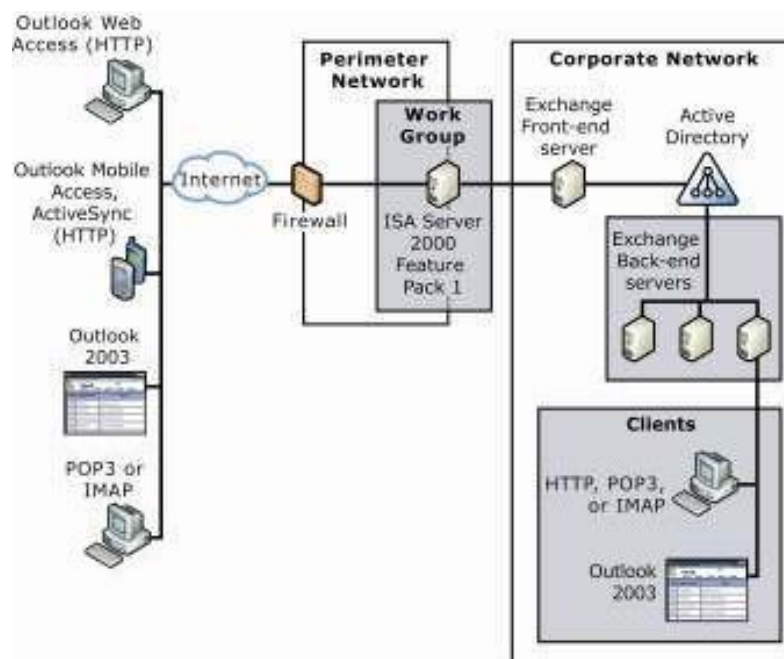 Outlook Web
Access (HTTP)
Outlook Mobile
Access,
ActiveSync
(HTTP)
Outlook
2003
POP3 or
IMAP
Internet
Firewall
Perimeter
Network
Work
Group
ISA Server
2000
Feature
Pack 1
Corporate Network
Exchange
Front-end
server
Active
Directory
Exchange
Back-end
servers
Clients
HTTP, POP3,
or IMAP
Outlook
2003